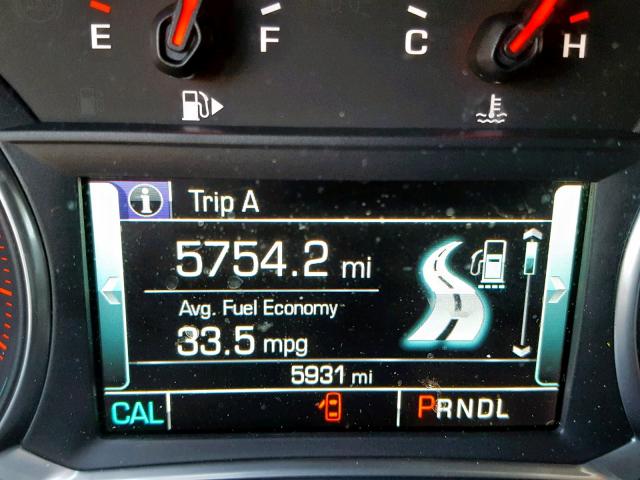 E F C H
Trip A
5754.2 mi
Avg. Fuel Economy
33.5 mpg
5931 mi
CAL PRNDL